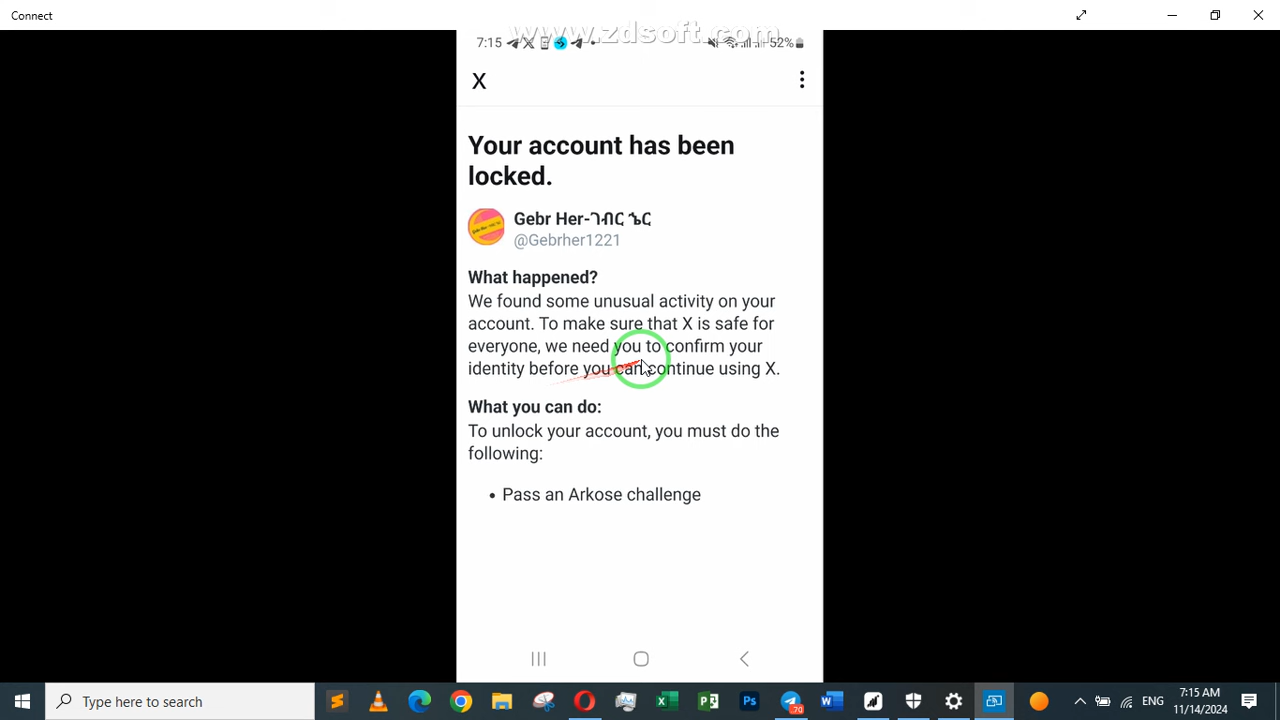 Connect
www.zdsoft.com
7:15
52%
X
Your account has been
locked.
Gebr Her-ገብር ኄር
@Gebrher1221
What happened?
We found some unusual activity on your
account. To make sure that X is safe for
everyone, we need you to confirm your
identity before you can continue using X.
What you can do:
To unlock your account, you must do the
following:
• Pass an Arkose challenge
Type here to search
70
ENG
7:15 AM
11/14/2024